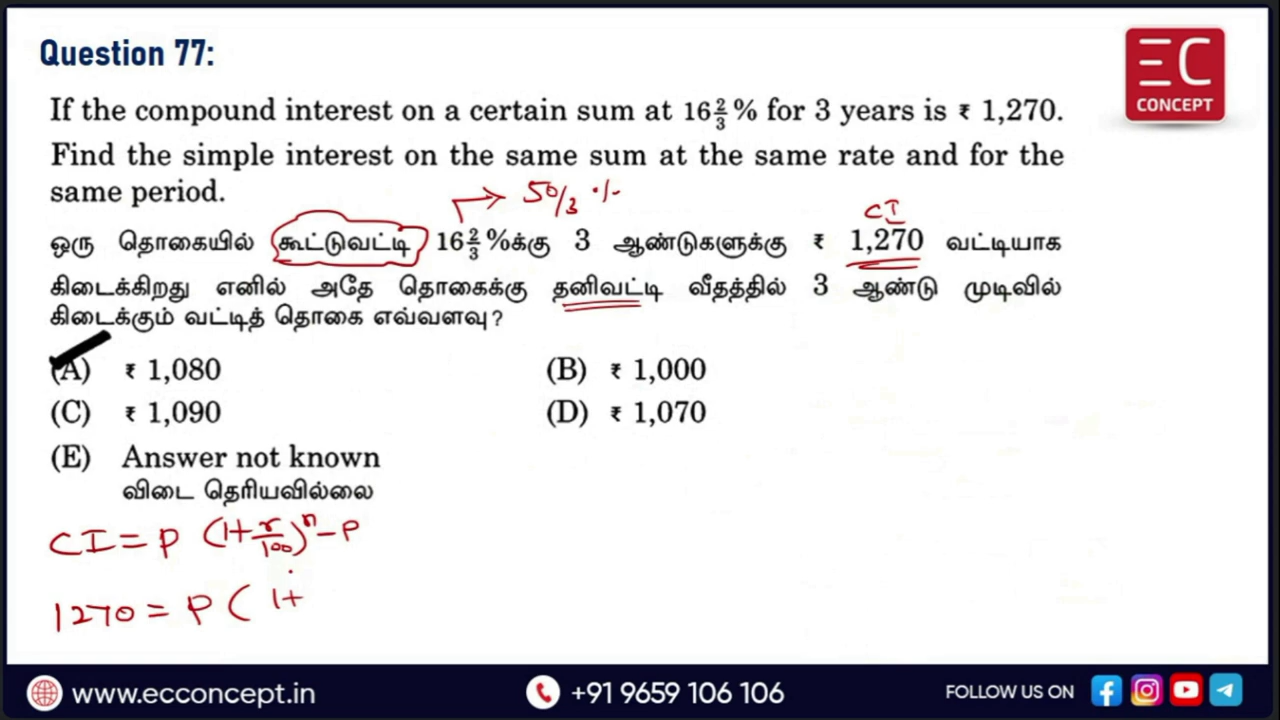 Question 77:
EC
CONCEPT
If the compound interest on a certain sum at 16⅔% for 3 years is ₹ 1,270.
Find the simple interest on the same sum at the same rate and for the
same period.
→ 50/3 %
CI
ஒரு தொகையில் கூட்டுவட்டி 16⅔%க்கு 3 ஆண்டுகளுக்கு ₹ 1,270 வட்டியாக
கிடைக்கிறது எனில் அதே தொகைக்கு தனிவட்டி வீதத்தில் 3 ஆண்டு முடிவில்
கிடைக்கும் வட்டித் தொகை எவ்வளவு?
(A) ₹ 1,080 (B) ₹ 1,000
(C) ₹ 1,090 (D) ₹ 1,070
(E) Answer not known
விடை தெரியவில்லை
CI = P (1+r/100)ⁿ - P
1270 = P ( 1+
www.ecconcept.in +91 9659 106 106 FOLLOW US ON